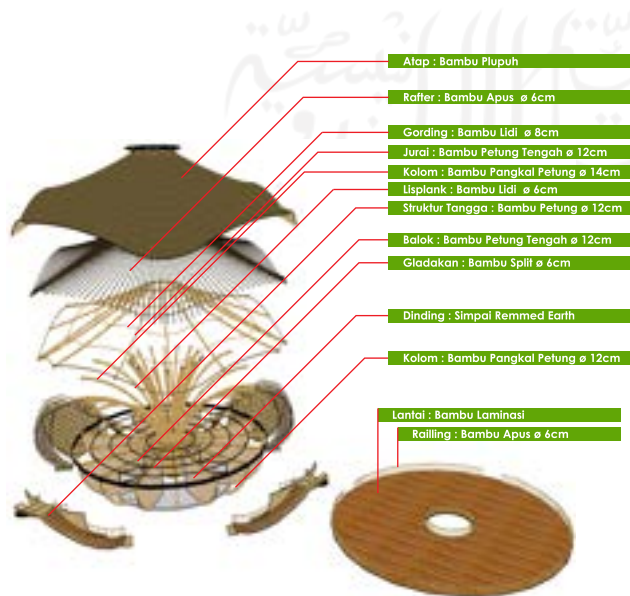 Atap : Bambu Plupuh
Rafter : Bambu Apus ø 6cm
Gording : Bambu Lidi ø 8cm
Jurai : Bambu Petung Tengah ø 12cm
Kolom : Bambu Pangkal Petung ø 14cm
Lisplank : Bambu Lidi ø 6cm
Struktur Tangga : Bambu Petung ø 12cm
Balok : Bambu Petung Tengah ø 12cm
Gladakan : Bambu Split ø 6cm
Dinding : Simpai Remmed Earth
Kolom : Bambu Pangkal Petung ø 12cm
Lantai : Bambu Laminasi
Railling : Bambu Apus ø 6cm